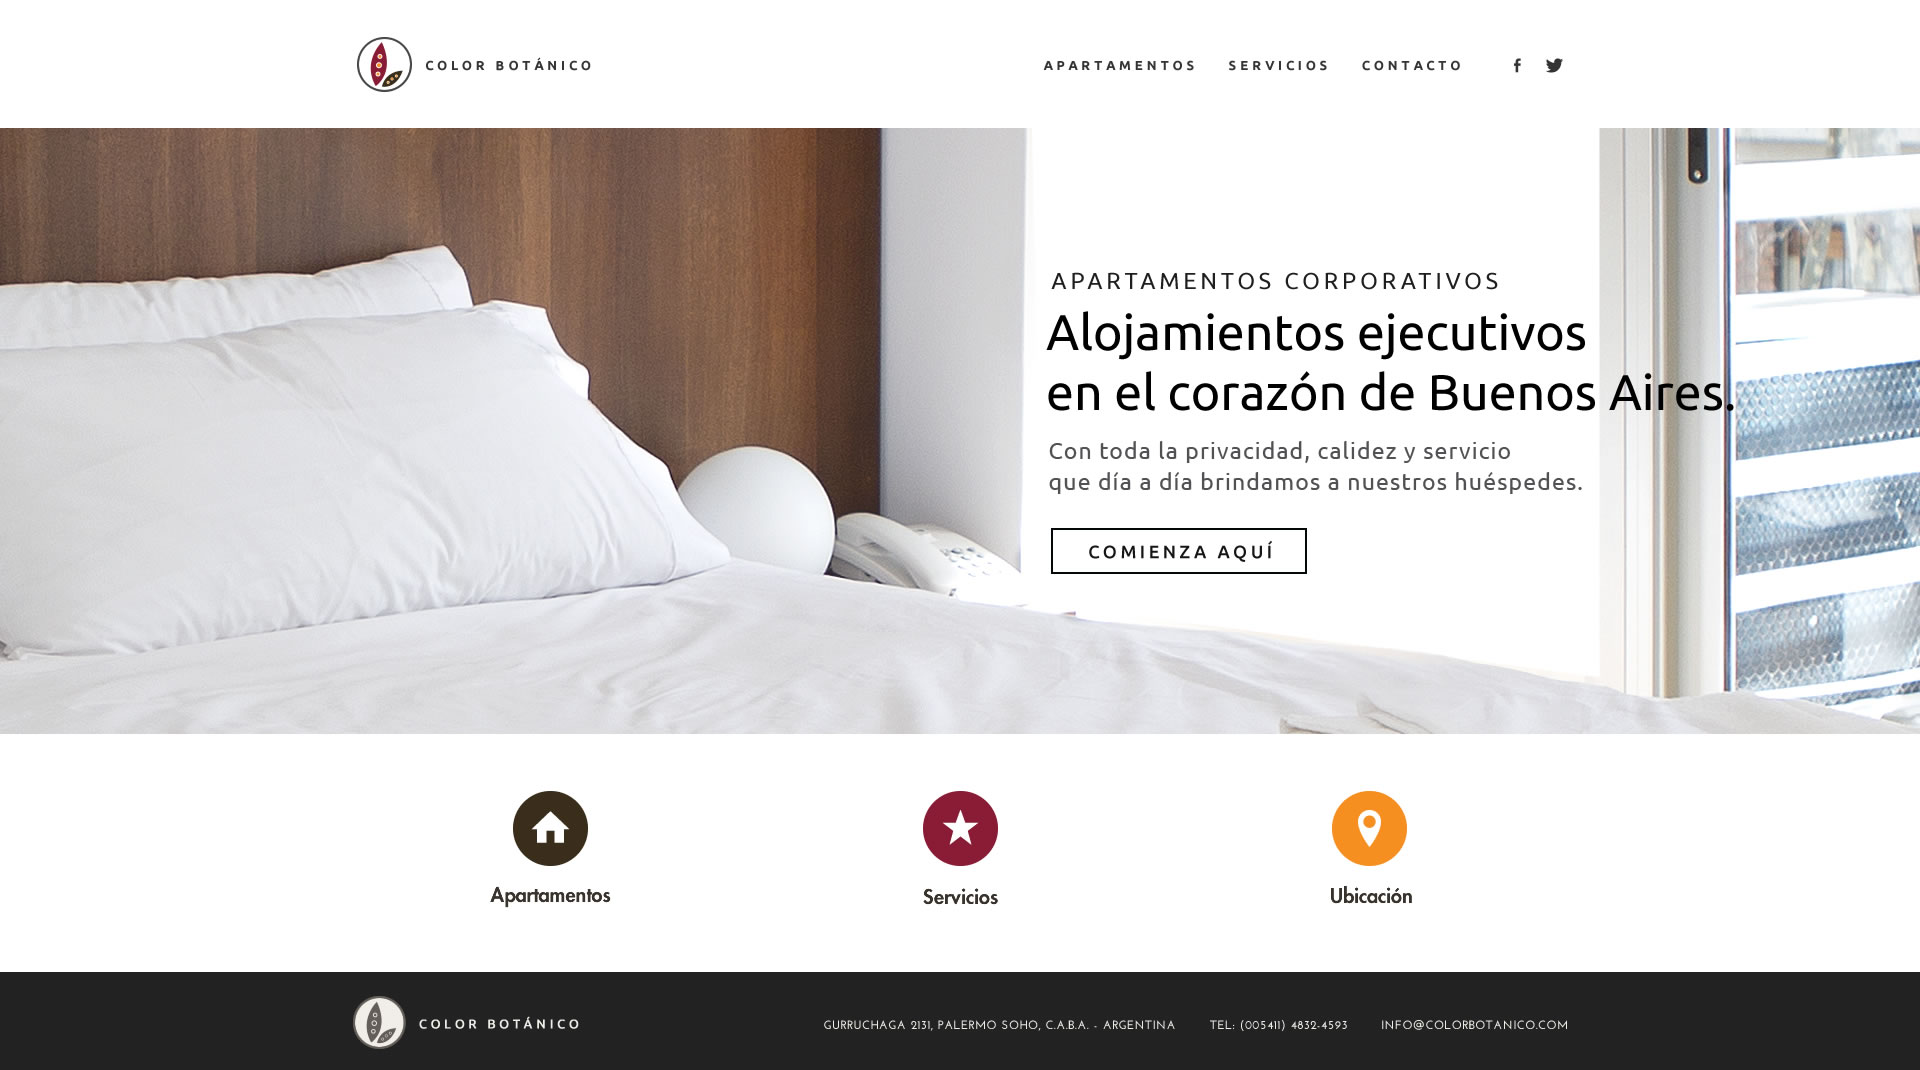 COLOR BOTÁNICO
APARTAMENTOS SERVICIOS CONTACTO
APARTAMENTOS CORPORATIVOS
Alojamientos ejecutivos
en el corazón de Buenos Aires.
Con toda la privacidad, calidez y servicio
que día a día brindamos a nuestros huéspedes.
COMIENZA AQUÍ
Apartamentos
Servicios
Ubicación
COLOR BOTÁNICO
GURRUCHAGA 2131, PALERMO SOHO, C.A.B.A. - ARGENTINA
TEL: (005411) 4832-4593
INFO@COLORBOTANICO.COM